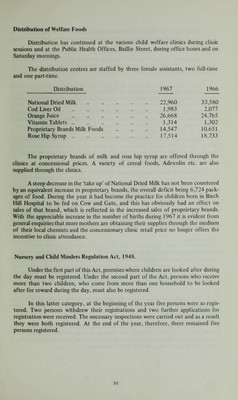 Distribution of Welfare Foods
Distribution has continued at the various child welfare clinics during clinic
sessions and at the Public Health Offices, Baillie Street, during office hours and on
Saturday mornings.
The distribution centres are staffed by three female assistants, two full-time
and one part-time.
Distribution 1967 1966
National Dried Milk .. .. .. .. .. 22,960 33,580
Cod Liver Oil .. .. .. .. .. 1,983 2,077
Orange Juice .. .. .. .. .. 26,668 24,765
Vitamin Tablets .. .. .. .. .. 1,314 1,302
Proprietary Brands Milk Foods .. .. .. 14,547 10,651
Rose Hip Syrup .. .. .. .. .. 17,514 18,733
The proprietary brands of milk and rose hip syrup are offered through the
clinics at concessional prices. A variety of cereal foods, Adexolin etc. are also
supplied through the clinics.
A steep decrease in the 'take up' of National Dried Milk has not been countered
by an equivalent increase in proprietary brands, the overall deficit being 6,724 pack-
ages of food. During the year it had become the practice for children born in Birch
Hill Hospital to be fed on Cow and Gate, and this has obviously had an effect on
sales of that brand, which is reflected in the increased sales of proprietary brands.
With the appreciable increase in the number of births during 1967 it is evident from
general enquiries that more mothers are obtaining their supplies through the medium
of their local chemists and the concessionary clinic retail price no longer offers the
incentive to clinic attendance.
Nursery and Child Minders Regulation Act, 1948.
Under the first part of this Act, premises where children are looked after during
the day must be registered. Under the second part of the Act, persons who receive
more than two children, who come from more than one household to be looked
after for reward during the day, must also be registered.
In this latter category, at the beginning of the year five persons were so regis-
tered. Two persons withdrew their registrations and two further applications for
registration were received. The necessary inspections were carried out and as a result
they were both registered. At the end of the year, therefore, there remained five
persons registered.